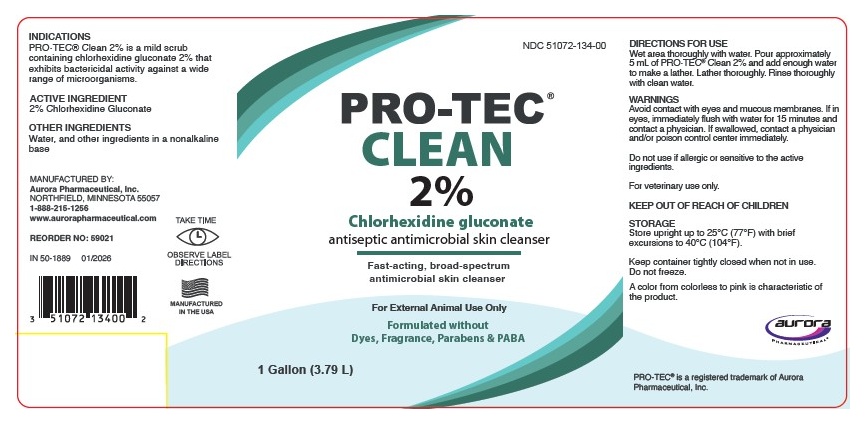 INDICATIONS
PRO-TEC® Clean 2% is a mild scrub
containing chlorhexidine gluconate 2% that
exhibits bactericidal activity against a wide
range of microorganisms.
ACTIVE INGREDIENT
2% Chlorhexidine Gluconate
OTHER INGREDIENTS
Water, and other ingredients in a nonalkaline
base
MANUFACTURED BY:
Aurora Pharmaceutical, Inc.
NORTHFIELD, MINNESOTA 55057
1-888-215-1256
www.aurorapharmaceutical.com
REORDER NO: 59021
IN 50-1889 01/2026
3 51072 13400 2
TAKE TIME
OBSERVE LABEL
DIRECTIONS
MANUFACTURED
IN THE USA
NDC 51072-134-00
PRO-TEC®
CLEAN
2%
Chlorhexidine gluconate
antiseptic antimicrobial skin cleanser
Fast-acting, broad-spectrum
antimicrobial skin cleanser
For External Animal Use Only
Formulated without
Dyes, Fragrance, Parabens & PABA
1 Gallon (3.79 L)
DIRECTIONS FOR USE
Wet area thoroughly with water. Pour approximately
5 mL of PRO-TEC® Clean 2% and add enough water
to make a lather. Lather thoroughly. Rinse thoroughly
with clean water.
WARNINGS
Avoid contact with eyes and mucous membranes. If in
eyes, immediately flush with water for 15 minutes and
contact a physician. If swallowed, contact a physician
and/or poison control center immediately.
Do not use if allergic or sensitive to the active
ingredients.
For veterinary use only.
KEEP OUT OF REACH OF CHILDREN
STORAGE
Store upright up to 25°C (77°F) with brief
excursions to 40°C (104°F).
Keep container tightly closed when not in use.
Do not freeze.
A color from colorless to pink is characteristic of
the product.
aurora
PHARMACEUTICAL
PRO-TEC® is a registered trademark of Aurora
Pharmaceutical, Inc.